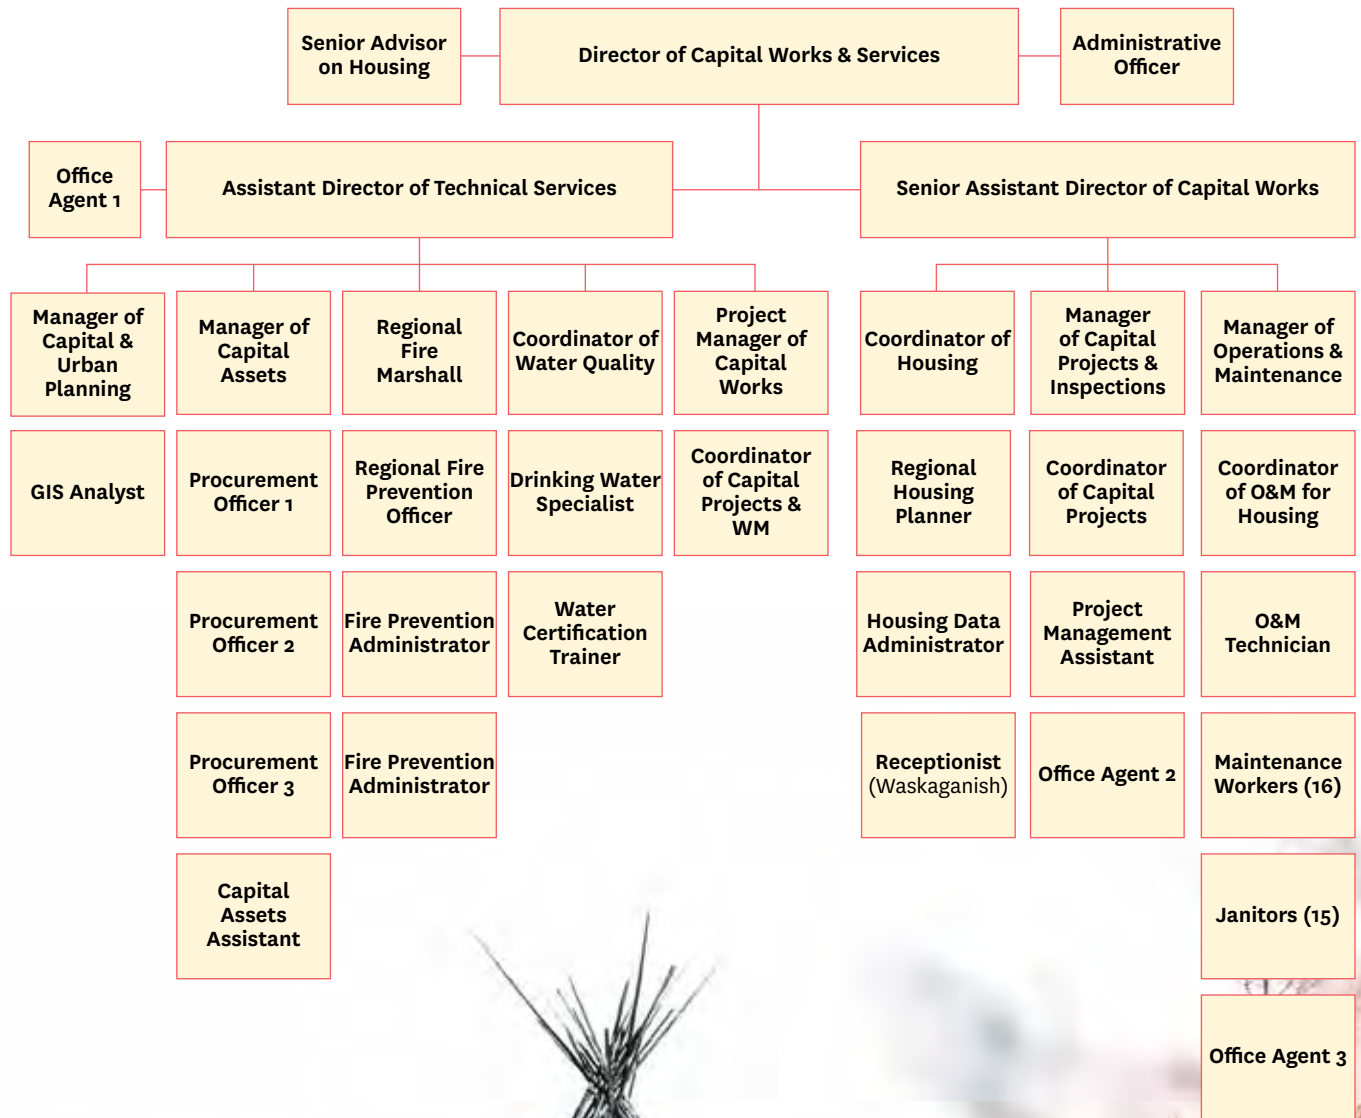 Senior Advisor
on Housing
Director of Capital Works & Services
Administrative
Officer
Office
Agent 1
Assistant Director of Technical Services
Senior Assistant Director of Capital Works
Manager of
Capital &
Urban
Planning
Manager of
Capital
Assets
Regional
Fire
Marshall
Coordinator of
Water Quality
Project
Manager of
Capital
Works
Coordinator of
Housing
Manager
of Capital
Projects &
Inspections
Manager of
Operations &
Maintenance
GIS Analyst
Procurement
Officer 1
Regional Fire
Prevention
Officer
Drinking Water
Specialist
Coordinator
of Capital
Projects &
WM
Regional
Housing
Planner
Coordinator
of Capital
Projects
Coordinator
of O&M for
Housing
Procurement
Officer 2
Fire Prevention
Administrator
Water
Certification
Trainer
Housing Data
Administrator
Project
Management
Assistant
O&M
Technician
Procurement
Officer 3
Fire Prevention
Administrator
Receptionist
(Waskaganish)
Office Agent 2
Maintenance
Workers (16)
Capital
Assets
Assistant
Janitors (15)
Office Agent 3